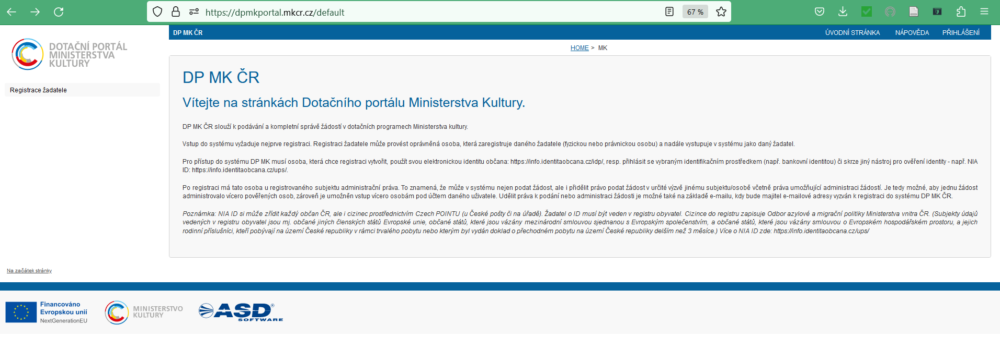 https://dpmkportal.mkcr.cz/default
67 %
DOTAČNÍ PORTÁL
MINISTERSTVA
KULTURY
Registrace žadatele
DP MK ČR
ÚVODNÍ STRÁNKA
NÁPOVĚDA
PŘIHLÁŠENÍ
HOME > MK
DP MK ČR
Vítejte na stránkách Dotačního portálu Ministerstva Kultury.
DP MK ČR slouží k podávání a kompletní správě žádostí v dotačních programech Ministerstva kultury.
Vstup do systému vyžaduje nejprve registraci. Registraci žadatele může provést oprávněná osoba, která zaregistruje daného žadatele (fyzickou nebo právnickou osobu) a nadále vystupuje v systému jako daný žadatel.
Pro přístup do systému DP MK musí osoba, která chce registraci vytvořit, použít svou elektronickou identitu občana: https://info.identitaobcana.cz/idp/, resp. přihlásit se vybraným identifikačním prostředkem (např. bankovní identitou) či skrze jiný nástroj pro ověření identity - např. NIA
ID: https://info.identitaobcana.cz/ups/.
Po registraci má tato osoba u registrovaného subjektu administrační práva. To znamená, že může v systému nejen podat žádost, ale i přidělit právo podat žádost v určité výzvě jinému subjektu/osobě včetně práva umožňující administraci žádostí. Je tedy možné, aby jednu žádost
administrovalo vícero pověřených osob, zároveň je umožněn vstup vícero osobám pod účtem daného uživatele. Udělit práva k podání nebo administraci žádosti je možné také na základě e-mailu, kdy bude majitel e-mailové adresy vyzván k registraci do systému DP MK ČR.
Poznámka: NIA ID si může zřídit každý občan ČR, ale i cizinec prostřednictvím Czech POINTU (u České pošty či na úřadě). Žadatel o ID musí být veden v registru obyvatel. Cizince do registru zapisuje Odbor azylové a migrační politiky Ministerstva vnitra ČR. (Subjekty údajů
vedených v registru obyvatel jsou mj. občané jiných členských států Evropské unie, občané států, které jsou vázány mezinárodní smlouvou sjednanou s Evropským společenstvím, a občané států, které jsou vázány smlouvou o Evropském hospodářském prostoru, a jejich
rodinní příslušníci, kteří pobývají na území České republiky v rámci trvalého pobytu nebo kterým byl vydán doklad o přechodném pobytu na území České republiky delším než 3 měsíce.) Více o NIA ID zde: https://info.identitaobcana.cz/ups/
Na začátek stránky
Financováno
Evropskou unií
NextGenerationEU
MINISTERSTVO
KULTURY
ASD®
SOFTWARE